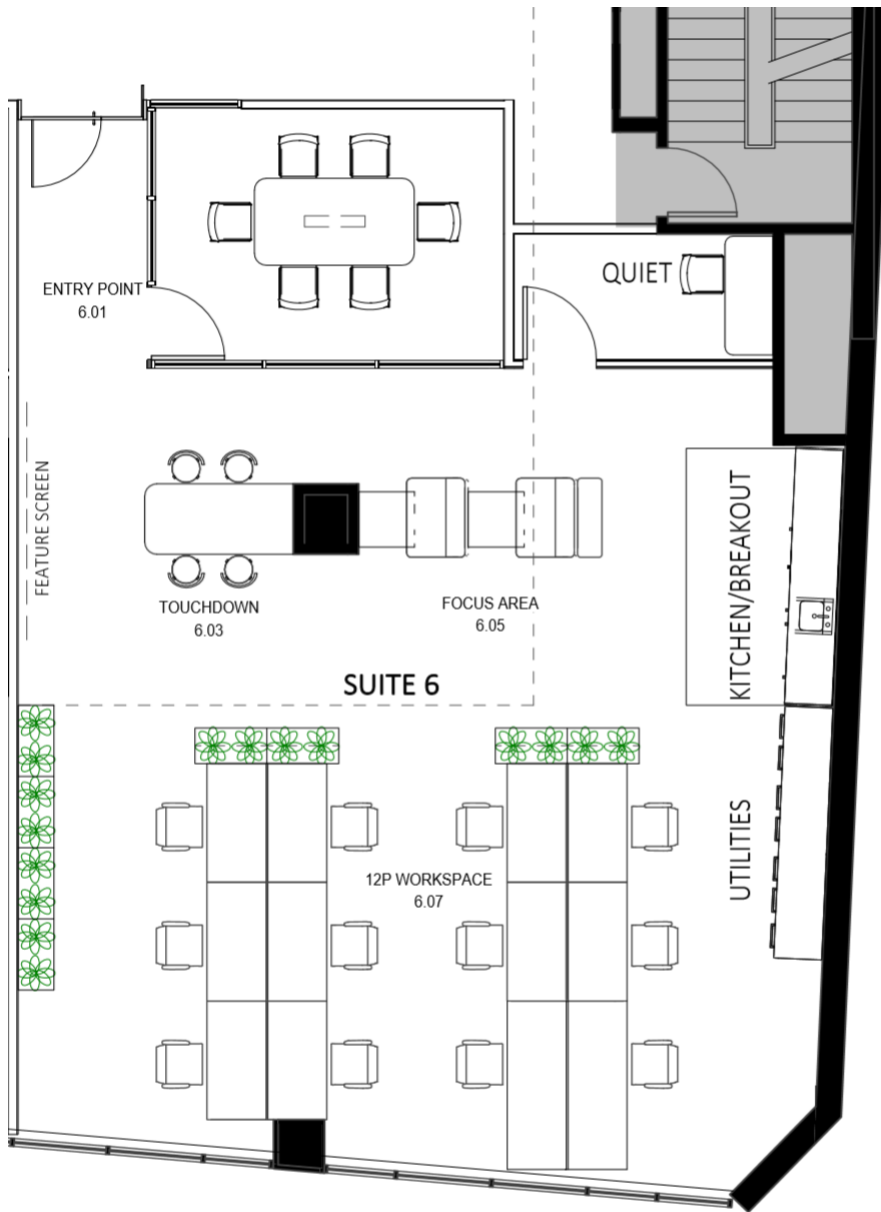 QUIET
ENTRY POINT
6.01
FEATURE SCREEN
KITCHEN/BREAKOUT
TOUCHDOWN
6.03
FOCUS AREA
6.05
SUITE 6
UTILITIES
12P WORKSPACE
6.07